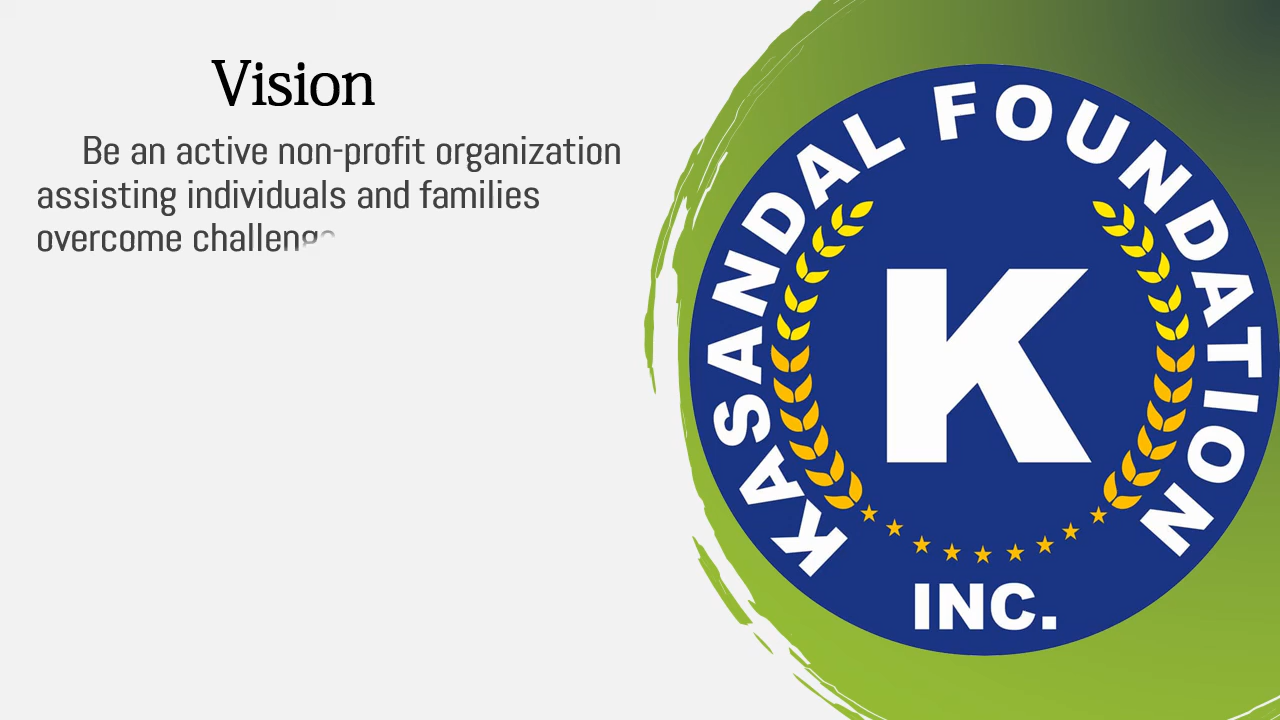 Vision
Be an active non-profit organization
assisting individuals and families
overcome
KASANDAL FOUNDATION
K
INC.